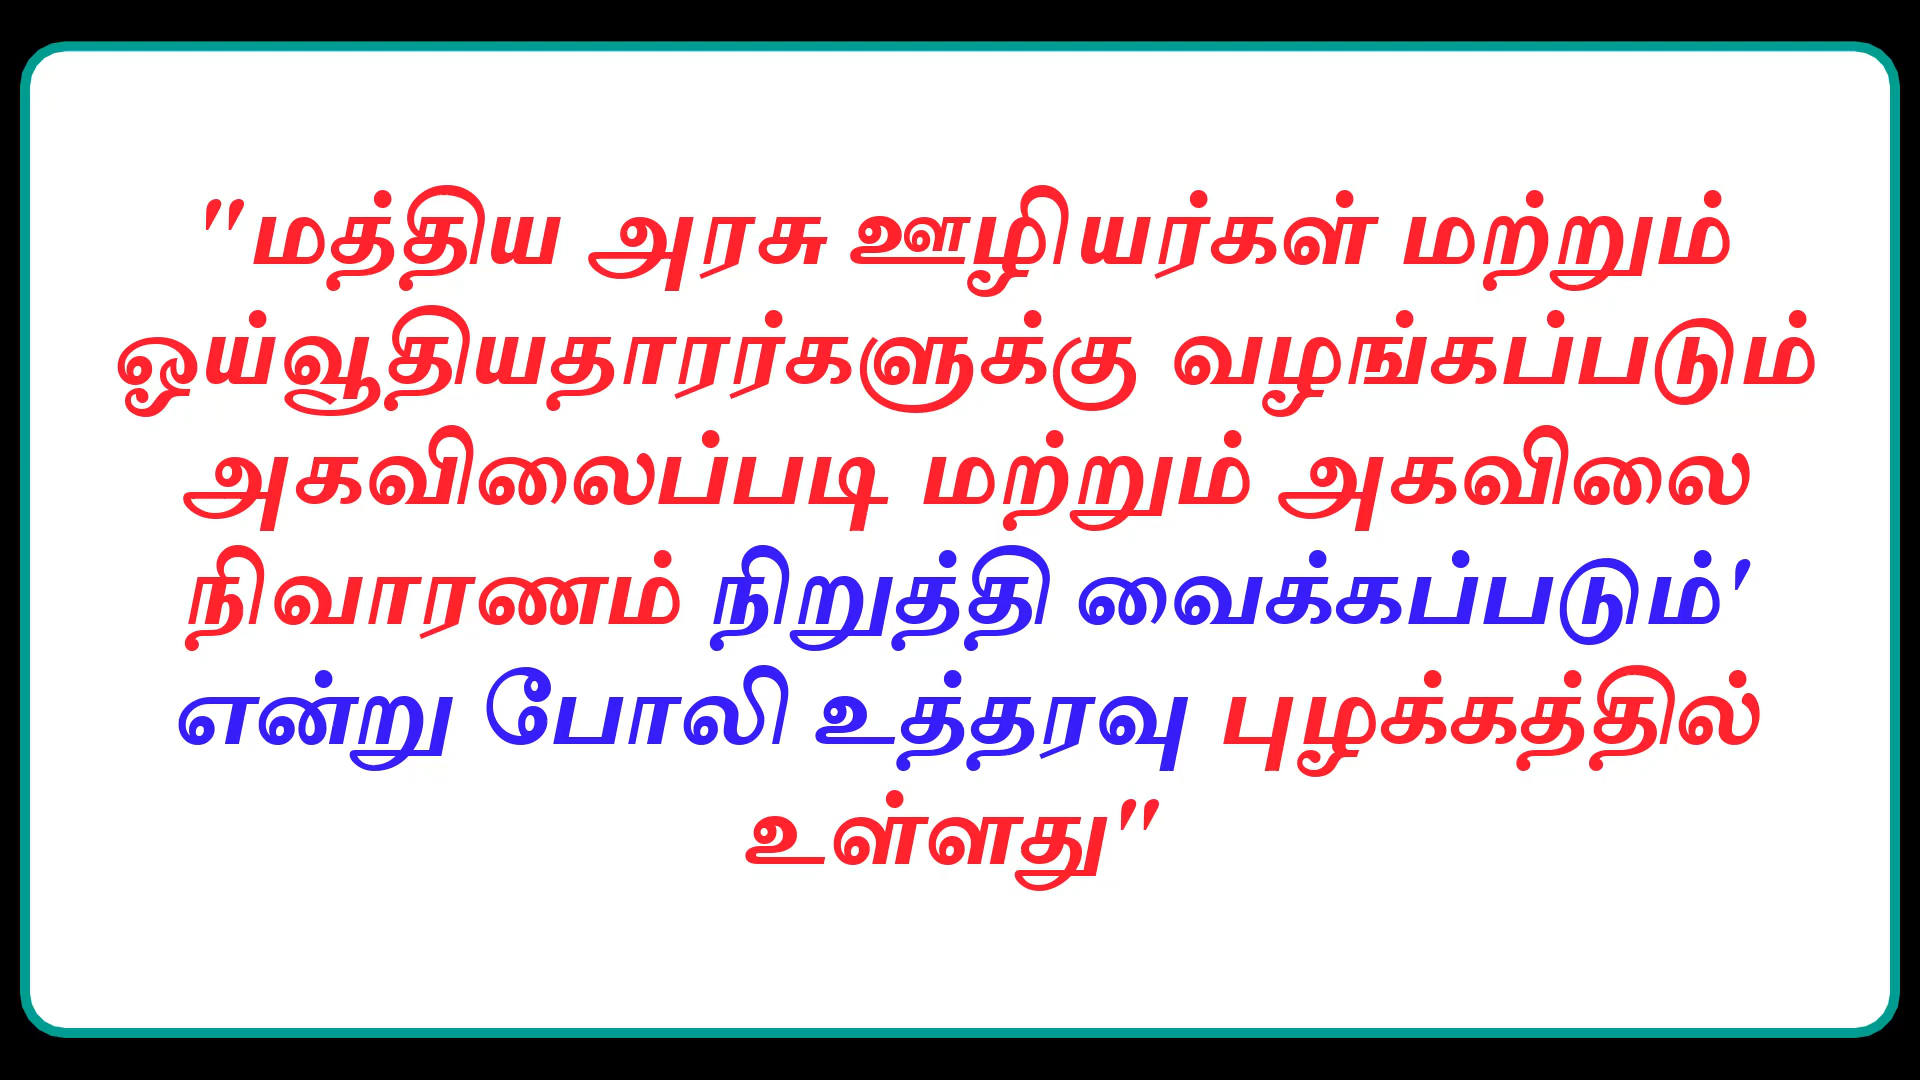 "மத்திய அரசு ஊழியர்கள் மற்றும்
ஓய்வூதியதாரர்களுக்கு வழங்கப்படும்
அகவிலைப்படி மற்றும் அகவிலை
நிவாரணம் நிறுத்தி வைக்கப்படும்'
என்று போலி உத்தரவு புழக்கத்தில்
உள்ளது"